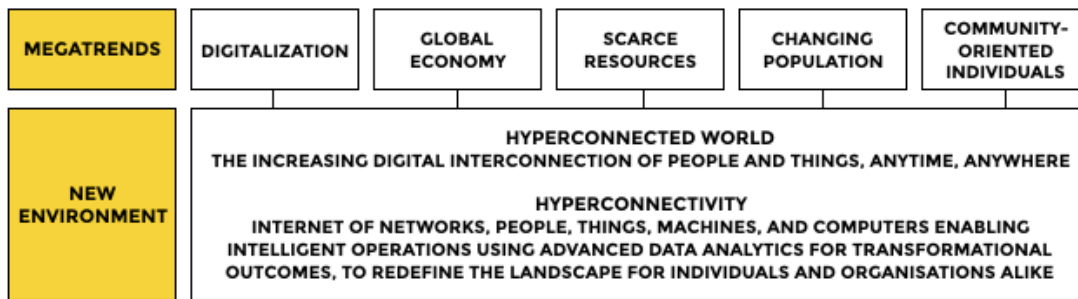 MEGATRENDS
DIGITALIZATION
GLOBAL
ECONOMY
SCARCE
RESOURCES
CHANGING
POPULATION
COMMUNITY-
ORIENTED
INDIVIDUALS
NEW
ENVIRONMENT
HYPERCONNECTED WORLD
THE INCREASING DIGITAL INTERCONNECTION OF PEOPLE AND THINGS, ANYTIME, ANYWHERE
HYPERCONNECTIVITY
INTERNET OF NETWORKS, PEOPLE, THINGS, MACHINES, AND COMPUTERS ENABLING
INTELLIGENT OPERATIONS USING ADVANCED DATA ANALYTICS FOR TRANSFORMATIONAL
OUTCOMES, TO REDEFINE THE LANDSCAPE FOR INDIVIDUALS AND ORGANISATIONS ALIKE